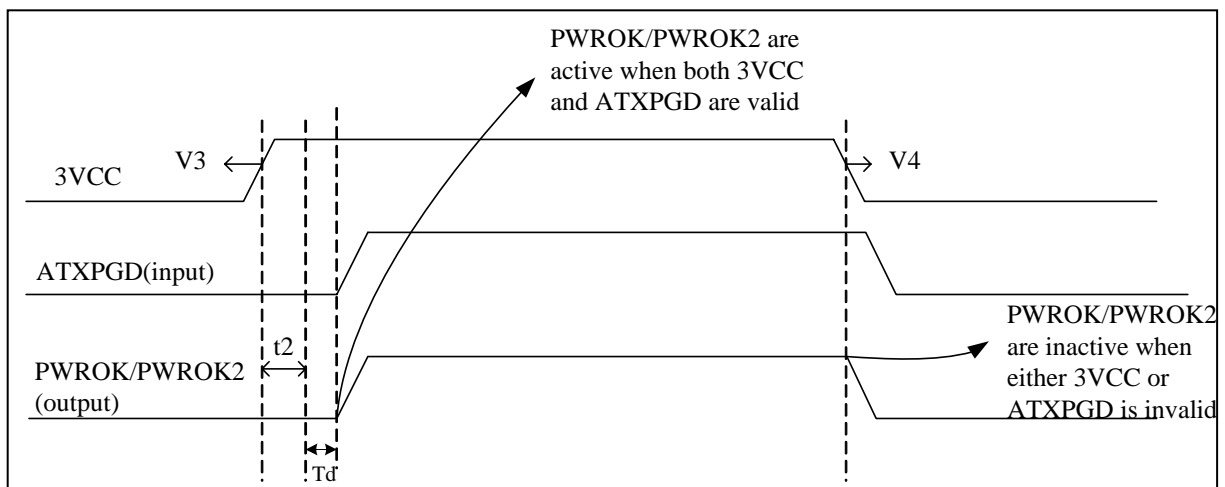 PWROK/PWROK2 are
active when both 3VCC
and ATXPGD are valid
V3
V4
3VCC
ATXPGD(input)
PWROK/PWROK2
are inactive when
either 3VCC or
ATXPGD is invalid
t2
PWROK/PWROK2
(output)
Td